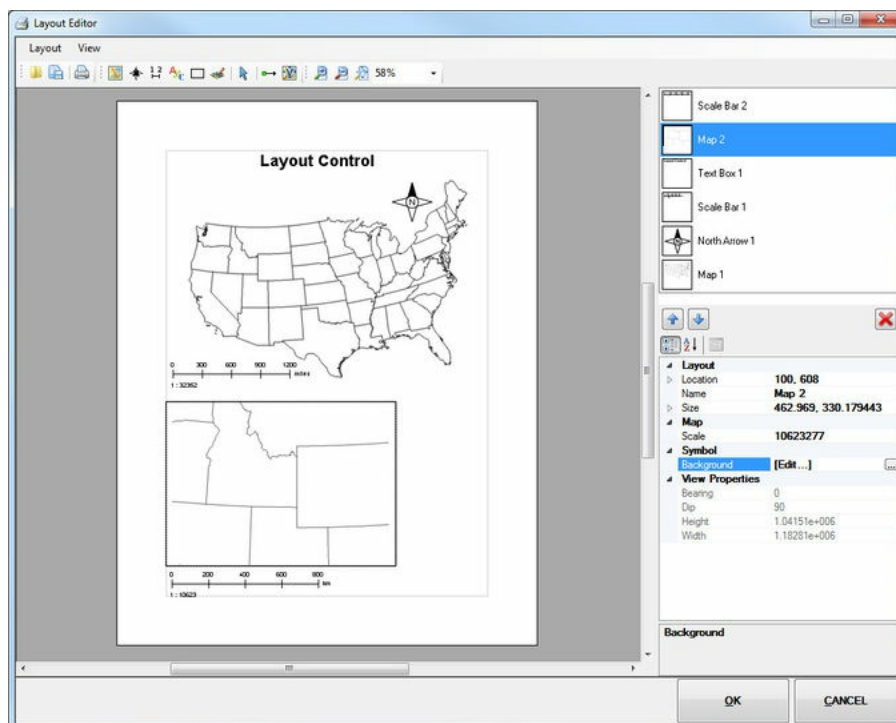 Layout Editor
Layout View
58%
Layout Control
N
0 300 600 900 1200
miles
1 : 32352
0 200 400 600 800
km
1 : 10623
Scale Bar 2
Map 2
Text Box 1
Scale Bar 1
North Arrow 1
Map 1
Layout
Location 100, 608
Name Map 2
Size 462.969, 330.179443
Map
Scale 10623277
Symbol
Background [Edit...]
View Properties
Bearing 0
Dip 90
Height 1.04151e+006
Width 1.18281e+006
Background
OK CANCEL